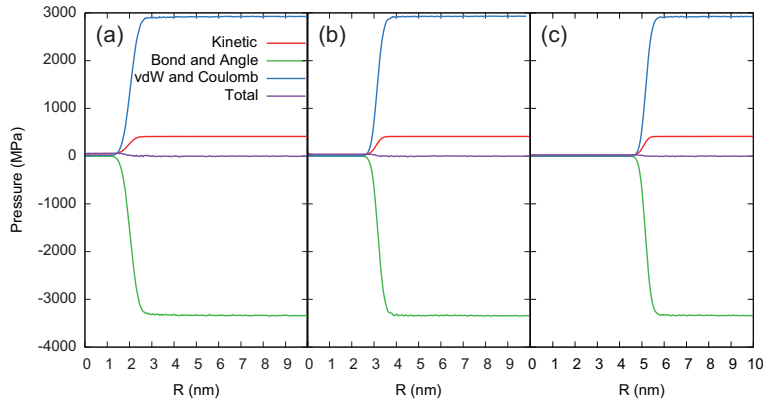 (a)
(b)
(c)
Kinetic
Bond and Angle
vdW and Coulomb
Total
Pressure (MPa)
3000
2000
1000
0
-1000
-2000
-3000
-4000
0 1 2 3 4 5 6 7 8 9
0 1 2 3 4 5 6 7 8 9
0 1 2 3 4 5 6 7 8 9 10
R (nm)
R (nm)
R (nm)